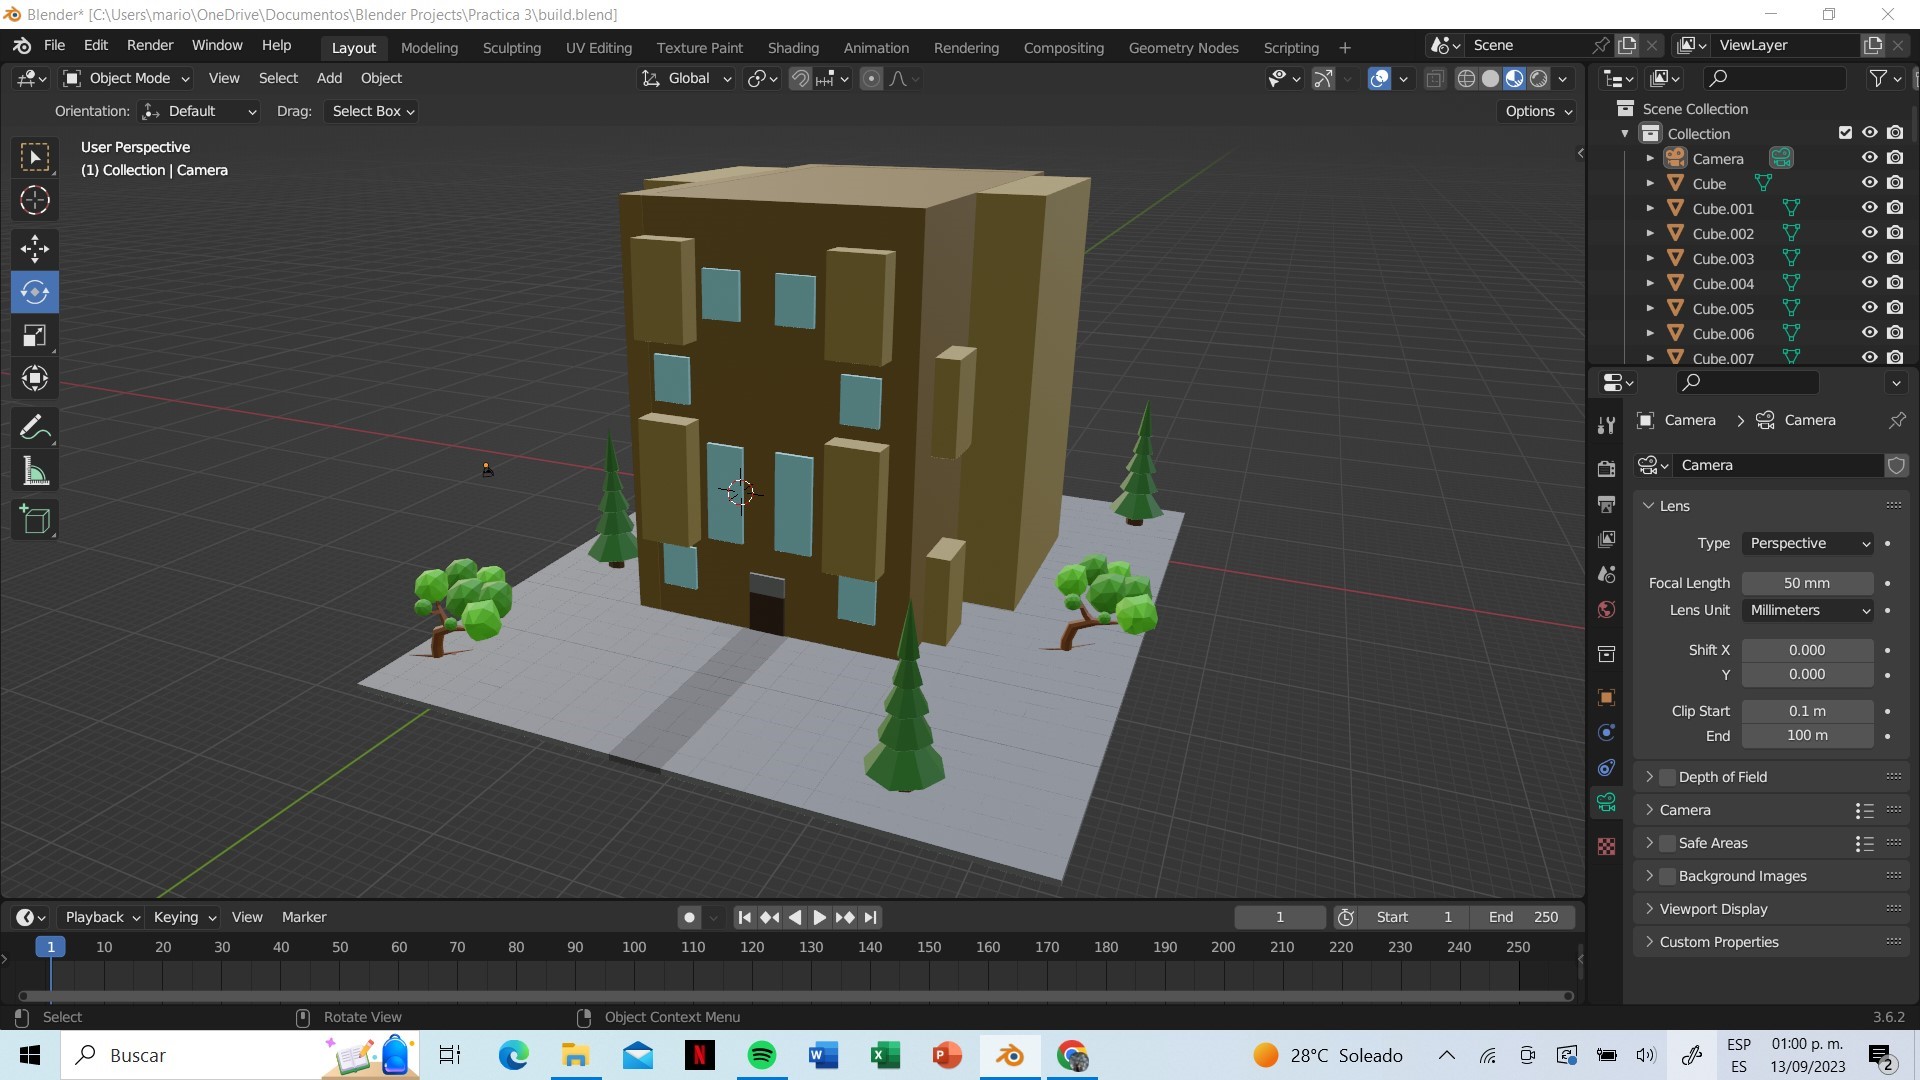 Blender* [C:\Users\mario\OneDrive\Documentos\Blender Projects\Practica 3\build.blend]
File Edit Render Window Help Layout Modeling Sculpting UV Editing Texture Paint Shading Animation Rendering Compositing Geometry Nodes Scripting + Scene ViewLayer
Object Mode View Select Add Object Global
Orientation: Default Drag: Select Box Options
User Perspective
(1) Collection | Camera
Scene Collection
Collection
Camera
Cube
Cube.001
Cube.002
Cube.003
Cube.004
Cube.005
Cube.006
Cube.007
Camera > Camera
Camera
Lens
Type Perspective
Focal Length 50 mm
Lens Unit Millimeters
Shift X 0.000
Y 0.000
Clip Start 0.1 m
End 100 m
Depth of Field
Camera
Safe Areas
Background Images
Viewport Display
Custom Properties
Playback Keying View Marker 1 Start 1 End 250
1 10 20 30 40 50 60 70 80 90 100 110 120 130 140 150 160 170 180 190 200 210 220 230 240 250
Select Rotate View Object Context Menu 3.6.2
Buscar N W X P 28°C Soleado ESP 01:00 p. m.
ES 13/09/2023 2